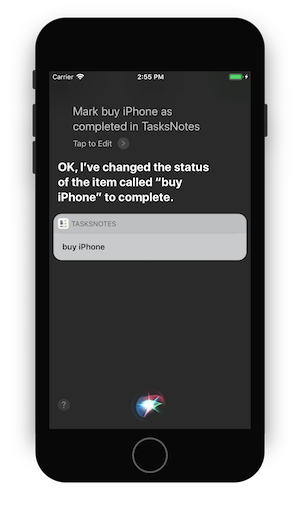 Carrier 2:55 PM
Mark buy iPhone as
completed in TasksNotes
Tap to Edit
OK, I've changed the status
of the item called “buy
iPhone” to complete.
TASKSNOTES
buy iPhone
?